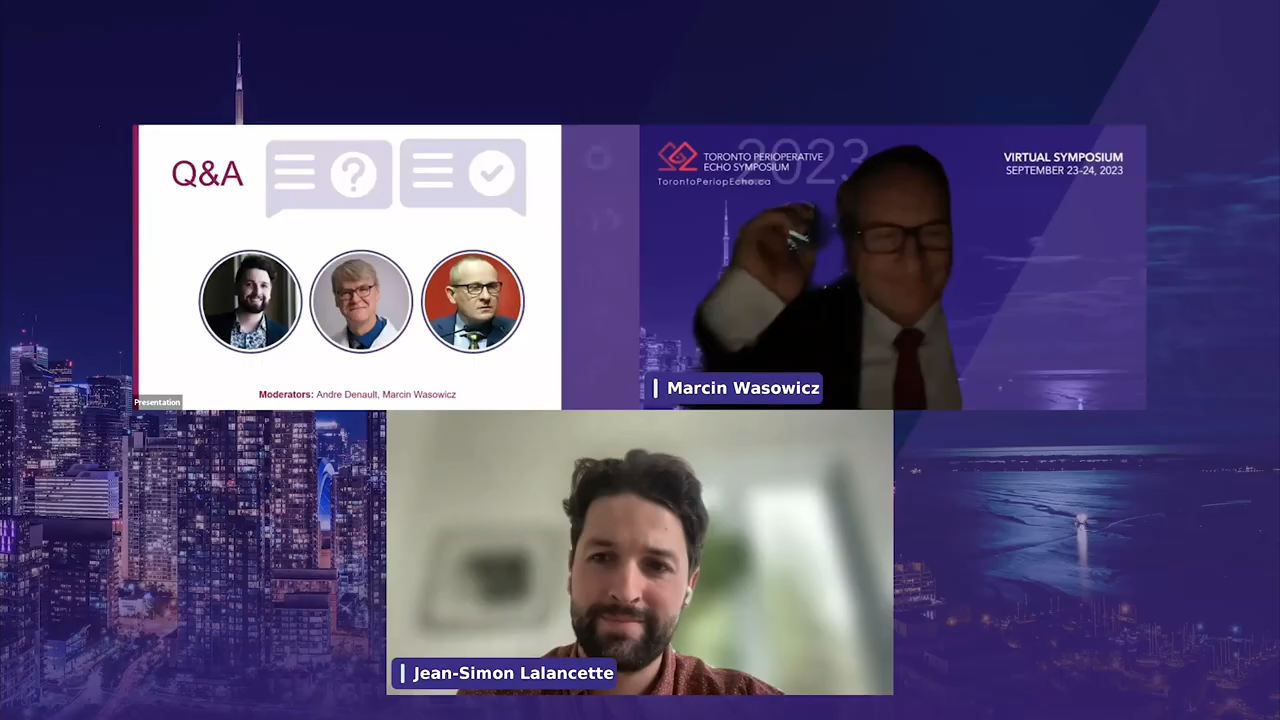 Q&A
Moderators: Andre Denault, Marcin Wasowicz
Presentation
2023
TORONTO PERIOPERATIVE
ECHO SYMPOSIUM
TorontoPeriopEcho.ca
VIRTUAL SYMPOSIUM
SEPTEMBER 23-24, 2023
Marcin Wasowicz
Jean-Simon Lalancette